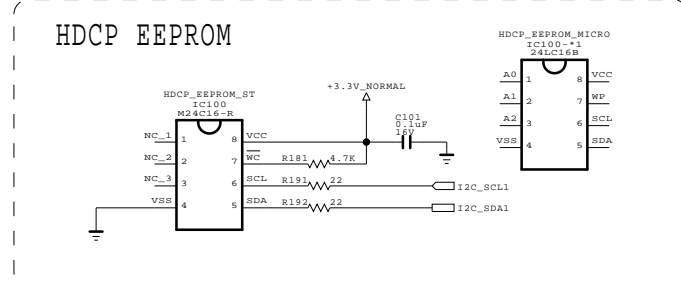 HDCP EEPROM
HDCP_EEPROM_MICRO
IC100-*1
24LC16B
A0 1 8 VCC
A1 2 7 WP
A2 3 6 SCL
VSS 4 5 SDA
+3.3V_NORMAL
HDCP_EEPROM_ST
IC100
M24C16-R
C101
0.1uF
16V
NC_1 1 8 VCC
NC_2 2 7 WC R181 4.7K
NC_3 3 6 SCL R191 22 I2C_SCL1
VSS 4 5 SDA R192 22 I2C_SDA1